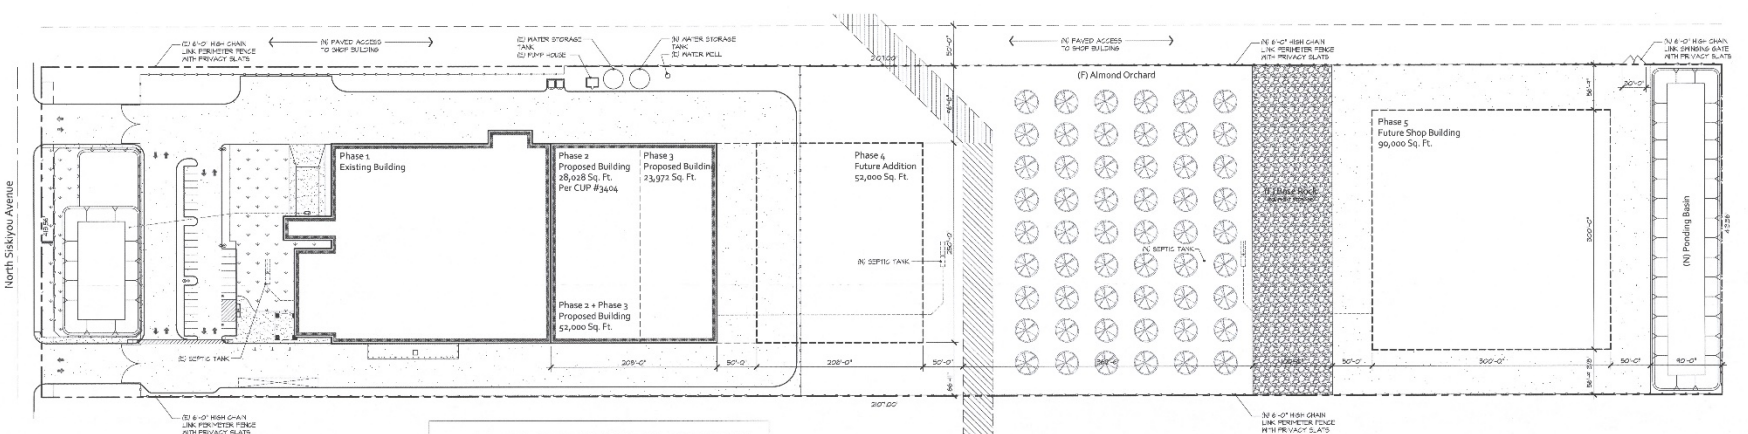 (E) 6'-0" HIGH CHAIN
LINK PERIMETER FENCE
WITH PRIVACY SLATS
(N) PAVED ACCESS
TO SHOP BUILDING
(E) WATER STORAGE
TANK
(E) PUMP HOUSE
(N) WATER STORAGE
TANK
(E) WATER WELL
(N) PAVED ACCESS
TO SHOP BUILDING
(N) 6'-0" HIGH CHAIN
LINK PERIMETER FENCE
WITH PRIVACY SLATS
(N) 6'-0" HIGH CHAIN
LINK SWINGING GATE
WITH PRIVACY SLATS
(F) Almond Orchard
North Siskiyou Avenue
Phase 1
Existing Building
Phase 2
Proposed Building
28,028 Sq. Ft.
Per CUP #3404
Phase 3
Proposed Building
23,972 Sq. Ft.
Phase 4
Future Addition
52,000 Sq. Ft.
Phase 5
Future Shop Building
90,000 Sq. Ft.
30'-0"
300'-0"
250'-0"
(N) SEPTIC TANK
(N) SEPTIC TANK
(N) Ponding Basin
Phase 2 + Phase 3
Proposed Building
52,000 Sq. Ft.
(E) SEPTIC TANK
208'-0"
50'-0"
208'-0"
50'-0"
50'-0"
300'-0"
50'-0"
90'-0"
(E) 6'-0" HIGH CHAIN
LINK PERIMETER FENCE
WITH PRIVACY SLATS
(N) 6'-0" HIGH CHAIN
LINK PERIMETER FENCE
WITH PRIVACY SLATS